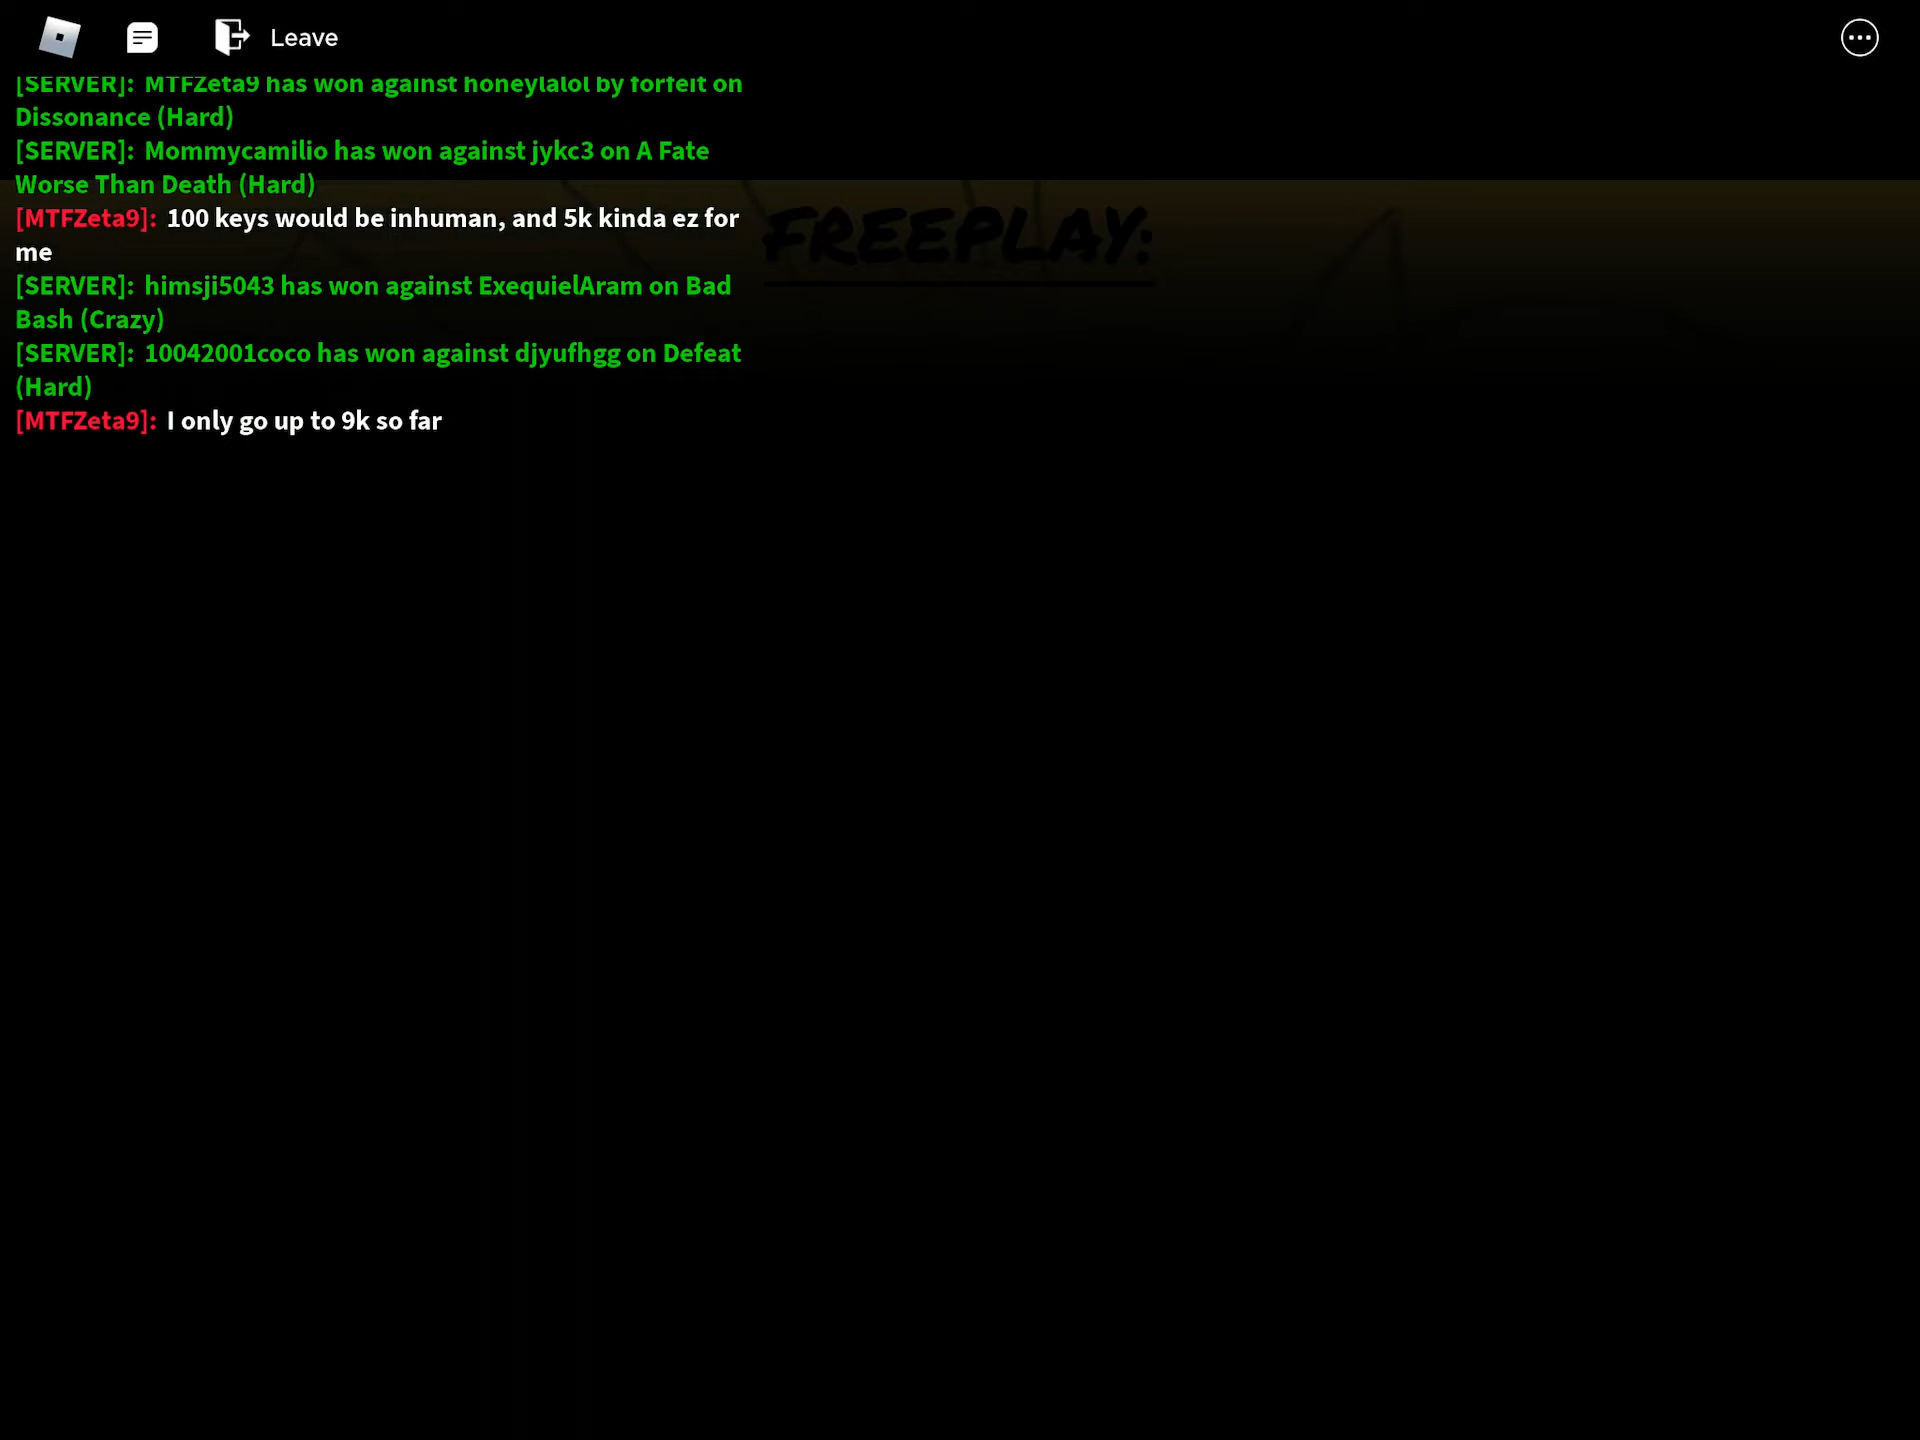 Leave
[SERVER]: MTFZeta9 has won against honeylalol by forfeit on
Dissonance (Hard)
[SERVER]: Mommycamilio has won against jykc3 on A Fate
Worse Than Death (Hard)
[MTFZeta9]: 100 keys would be inhuman, and 5k kinda ez for
me
[SERVER]: himsji5043 has won against ExequielAram on Bad
Bash (Crazy)
[SERVER]: 10042001coco has won against djyufhgg on Defeat
(Hard)
[MTFZeta9]: I only go up to 9k so far
FREEPLAY: